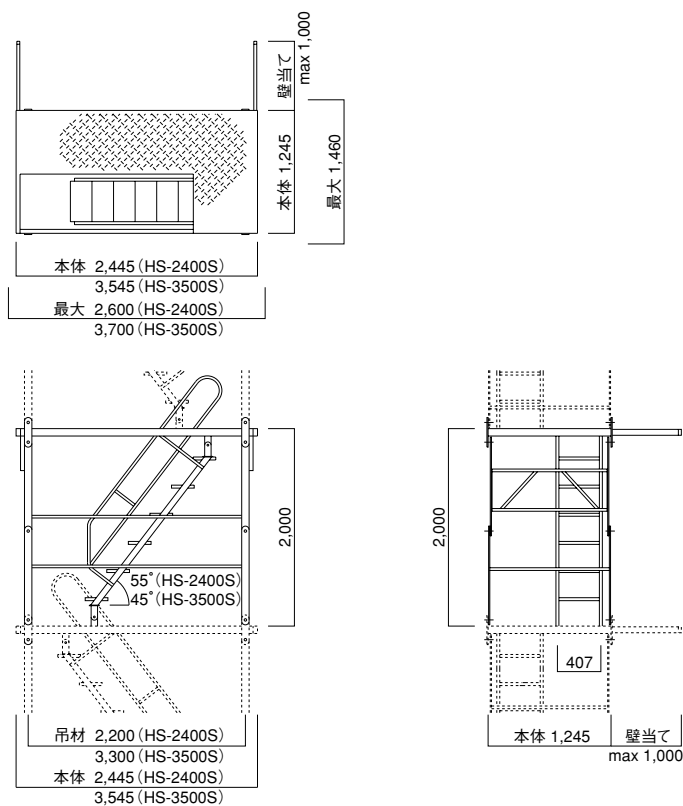 壁当て
max 1,000
本体 1,245
最大 1,460
本体 2,445 (HS-2400S)
3,545 (HS-3500S)
最大 2,600 (HS-2400S)
3,700 (HS-3500S)
2,000
55° (HS-2400S)
45° (HS-3500S)
吊材 2,200 (HS-2400S)
3,300 (HS-3500S)
本体 2,445 (HS-2400S)
3,545 (HS-3500S)
2,000
407
本体 1,245
壁当て
max 1,000